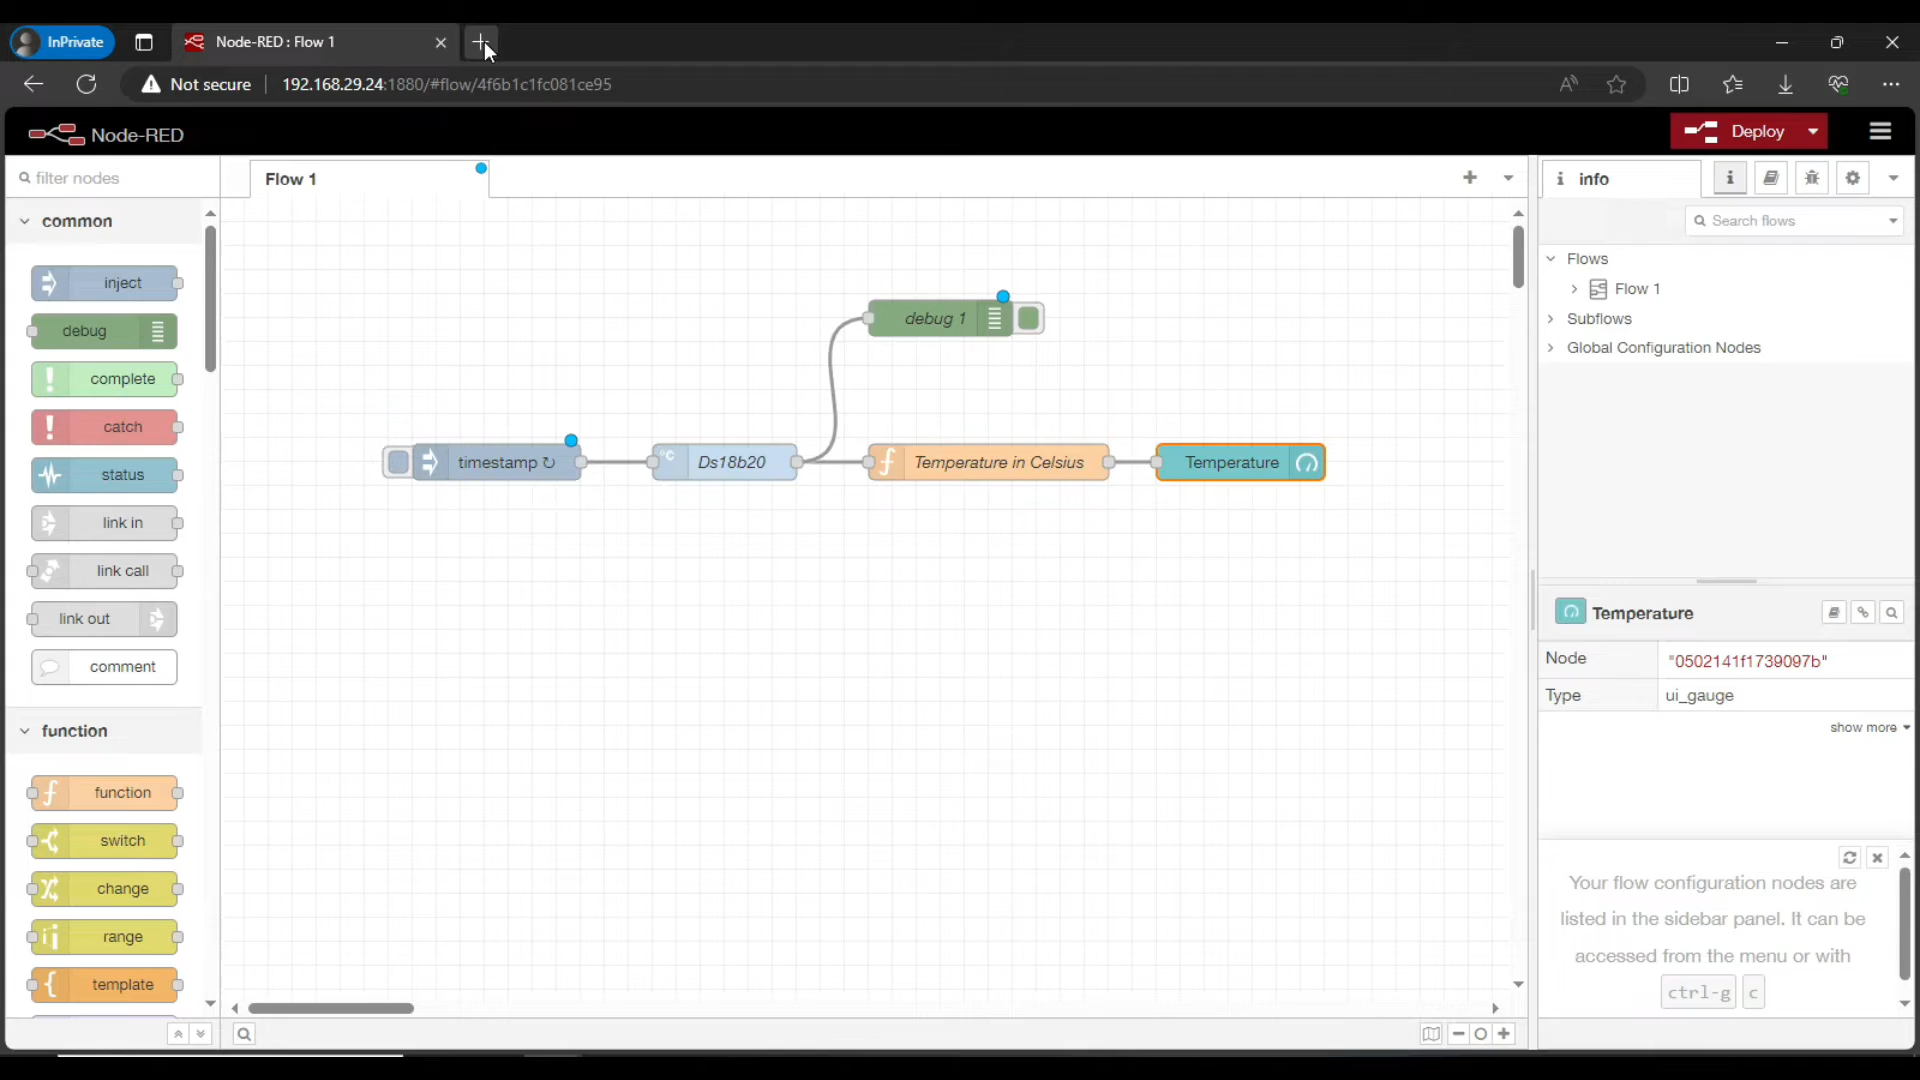 InPrivate
Node-RED : Flow 1
Not secure
192.168.29.24:1880/#flow/4f6b1c1fc081ce95
Node-RED
Deploy
filter nodes
Flow 1
info
common
Search flows
Flows
Flow 1
Subflows
Global Configuration Nodes
inject
debug
complete
catch
status
link in
link call
link out
comment
function
function
switch
change
range
template
debug 1
timestamp ↻
Ds18b20
Temperature in Celsius
Temperature
Temperature
Node "0502141f1739097b"
Type ui_gauge
show more
Your flow configuration nodes are
listed in the sidebar panel. It can be
accessed from the menu or with
ctrl-g c